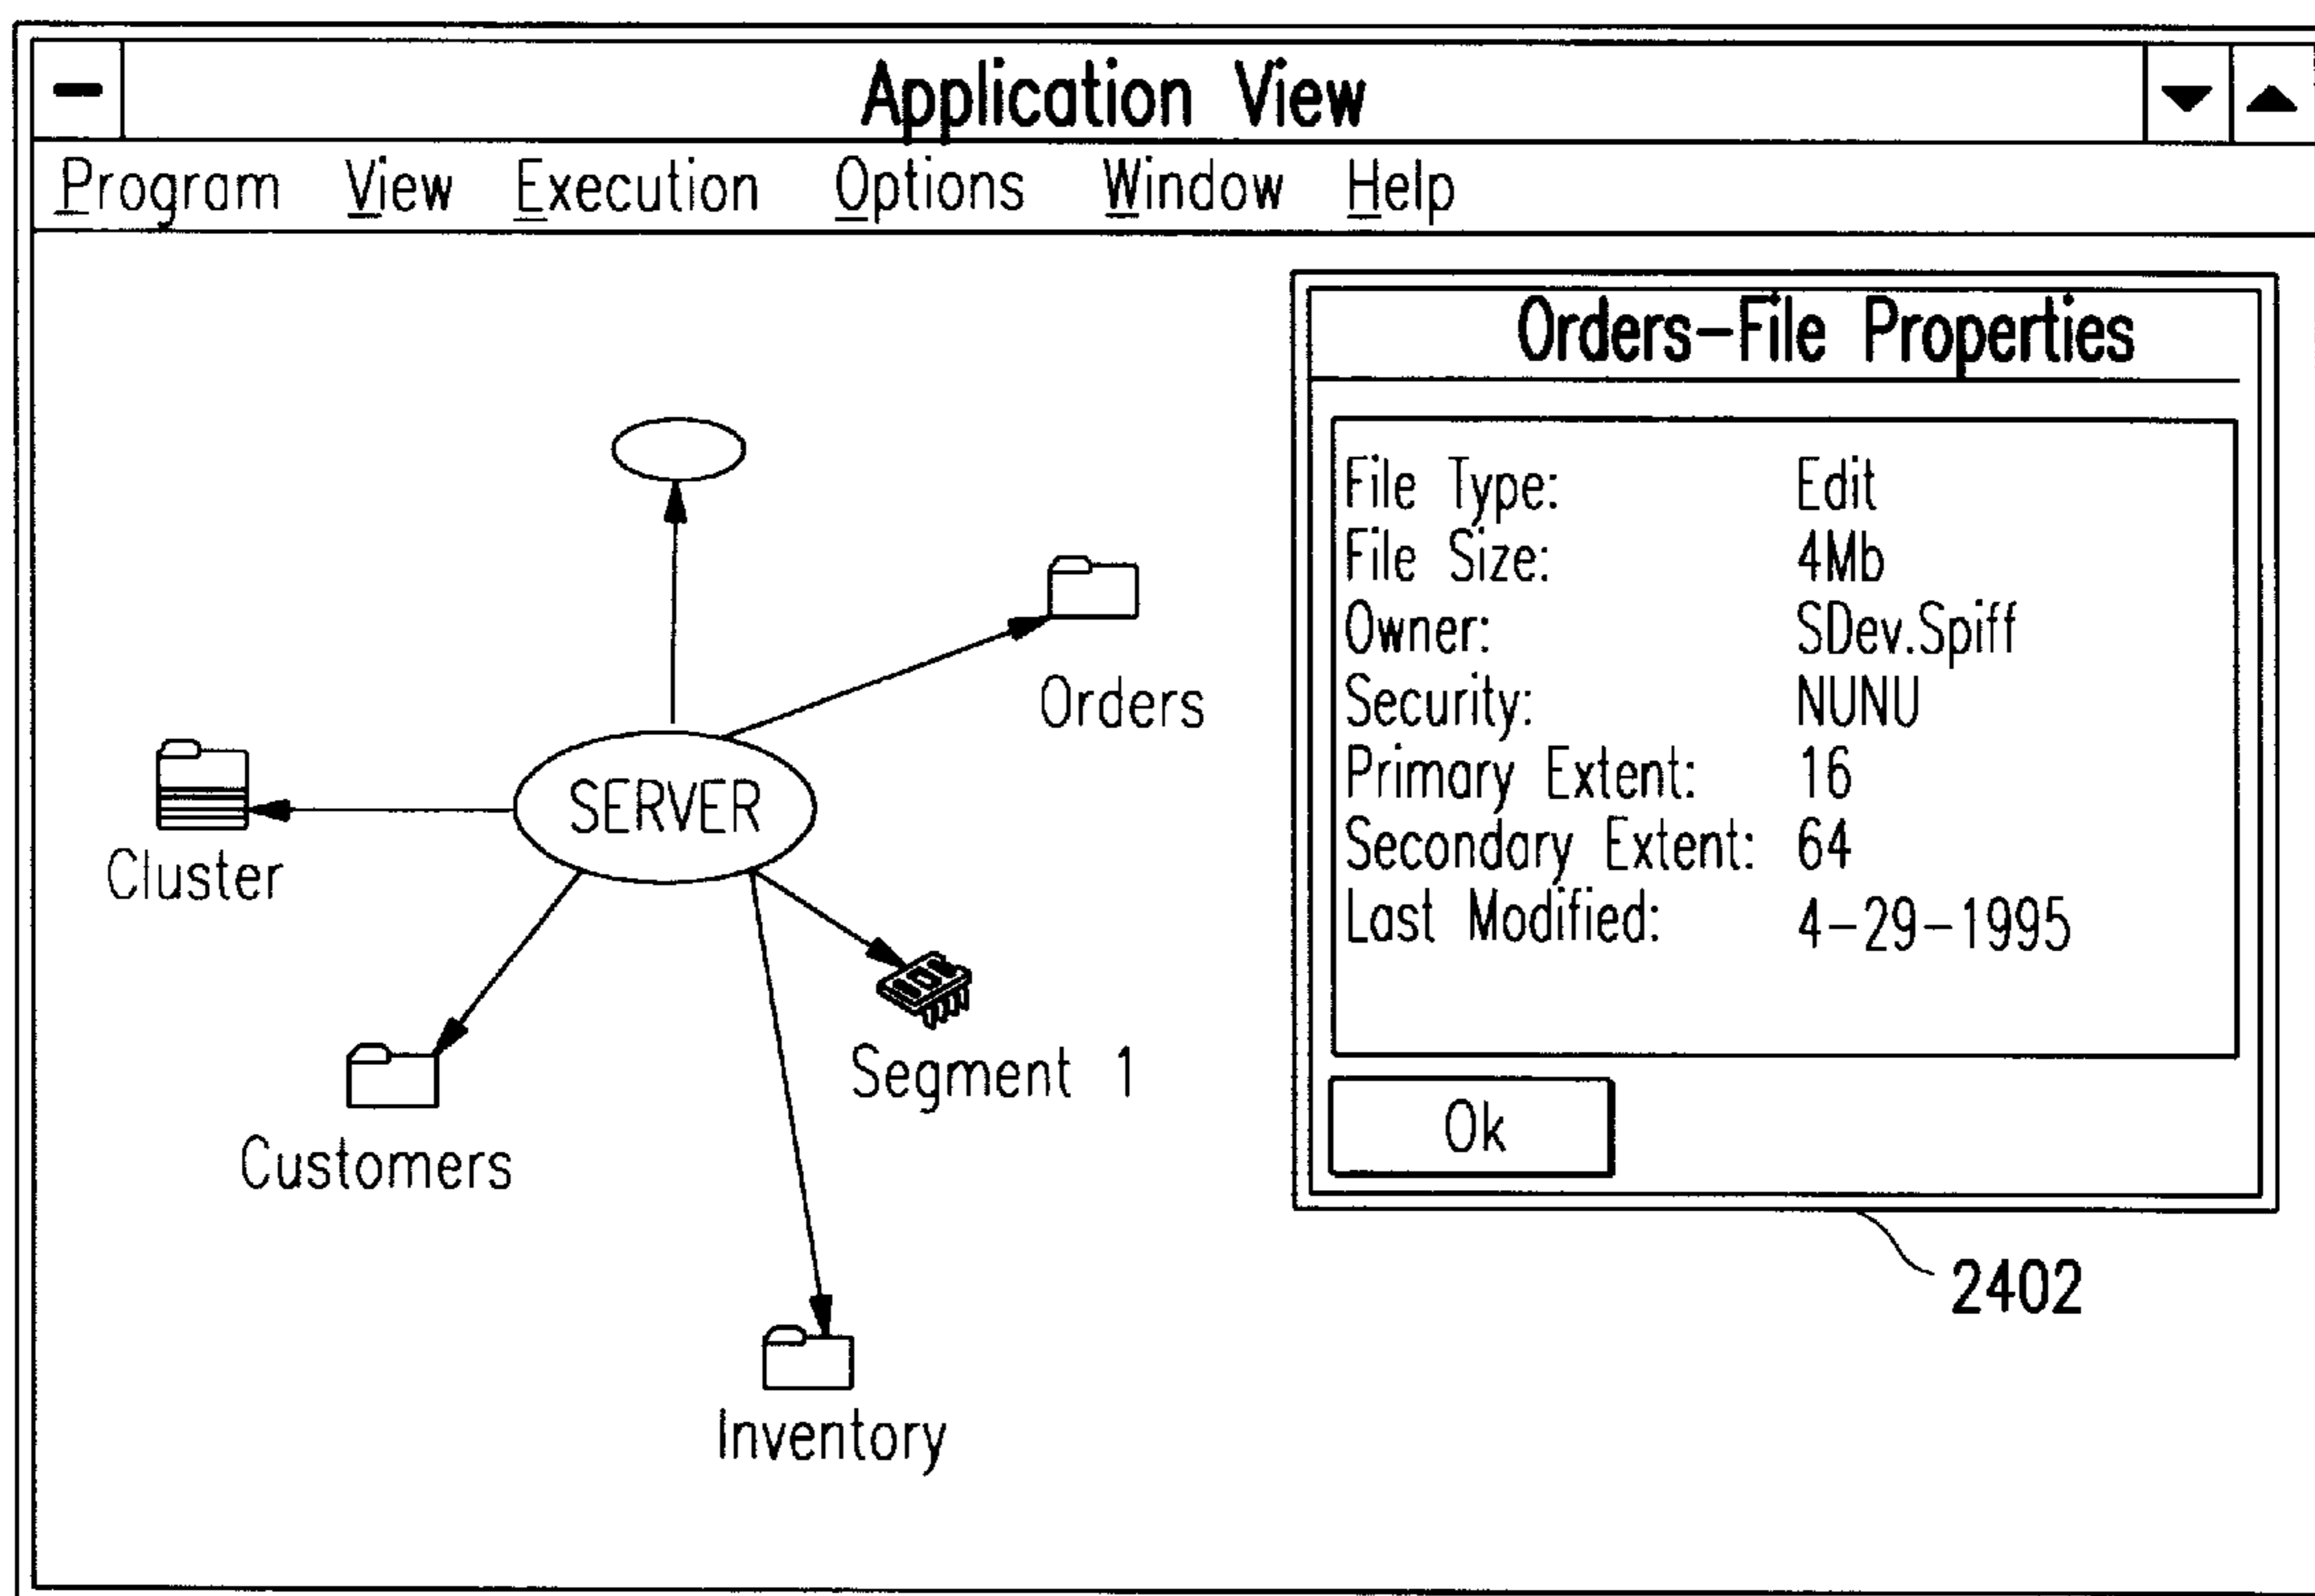 Application View
Program View Execution Options Window Help
Orders-File Properties
File Type: Edit
File Size: 4Mb
Owner: SDev.Spiff
Security: NUNU
Primary Extent: 16
Secondary Extent: 64
Last Modified: 4-29-1995
Ok
2402
Orders
SERVER
Cluster
Segment 1
Customers
Inventory